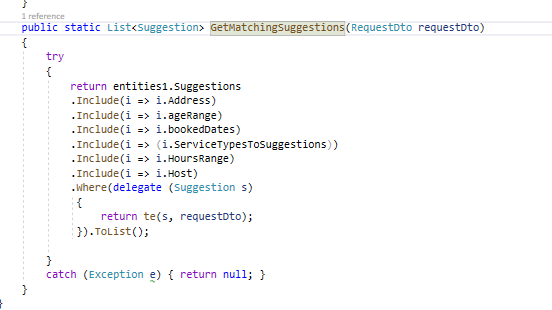 }
1 reference
public static List<Suggestion> GetMatchingSuggestions(RequestDto requestDto)
{
try
{
return entities1.Suggestions
.Include(i => i.Address)
.Include(i => i.ageRange)
.Include(i => i.bookedDates)
.Include(i => (i.ServiceTypesToSuggestions))
.Include(i => i.HoursRange)
.Include(i => i.Host)
.Where(delegate (Suggestion s)
{
return te(s, requestDto);
}).ToList();
}
catch (Exception e) { return null; }
}
}